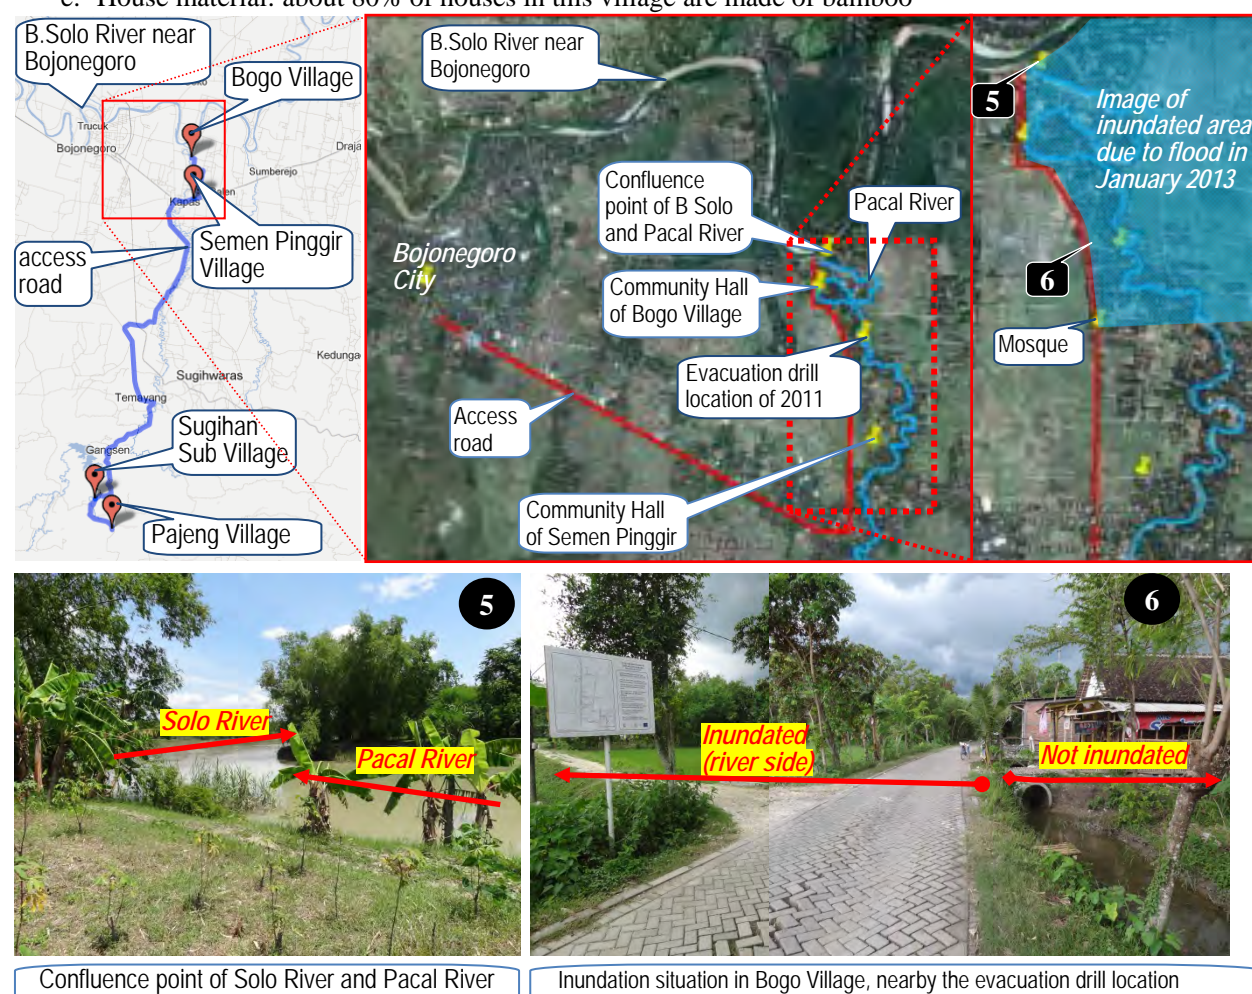 c. House material: about 80% of houses in this village are made of bamboo
B.Solo River near
Bojonegoro
Bogo Village
Trucuk
Bojonegoro
Draja
Sumberejo
Kapas
Semen Pinggir
Village
access
road
Kedunga
Sugihwaras
Temayang
Sugihan
Sub Village
Gangsen
Pajeng Village
B.Solo River near
Bojonegoro
Confluence
point of B Solo
and Pacal River
Pacal River
Bojonegoro
City
Community Hall
of Bogo Village
Evacuation drill
location of 2011
Access
road
Community Hall
of Semen Pinggir
5
Image of
inundated area
due to flood in
January 2013
6
Mosque
5
Solo River
Pacal River
6
Inundated
(river side)
Not inundated
Confluence point of Solo River and Pacal River
Inundation situation in Bogo Village, nearby the evacuation drill location